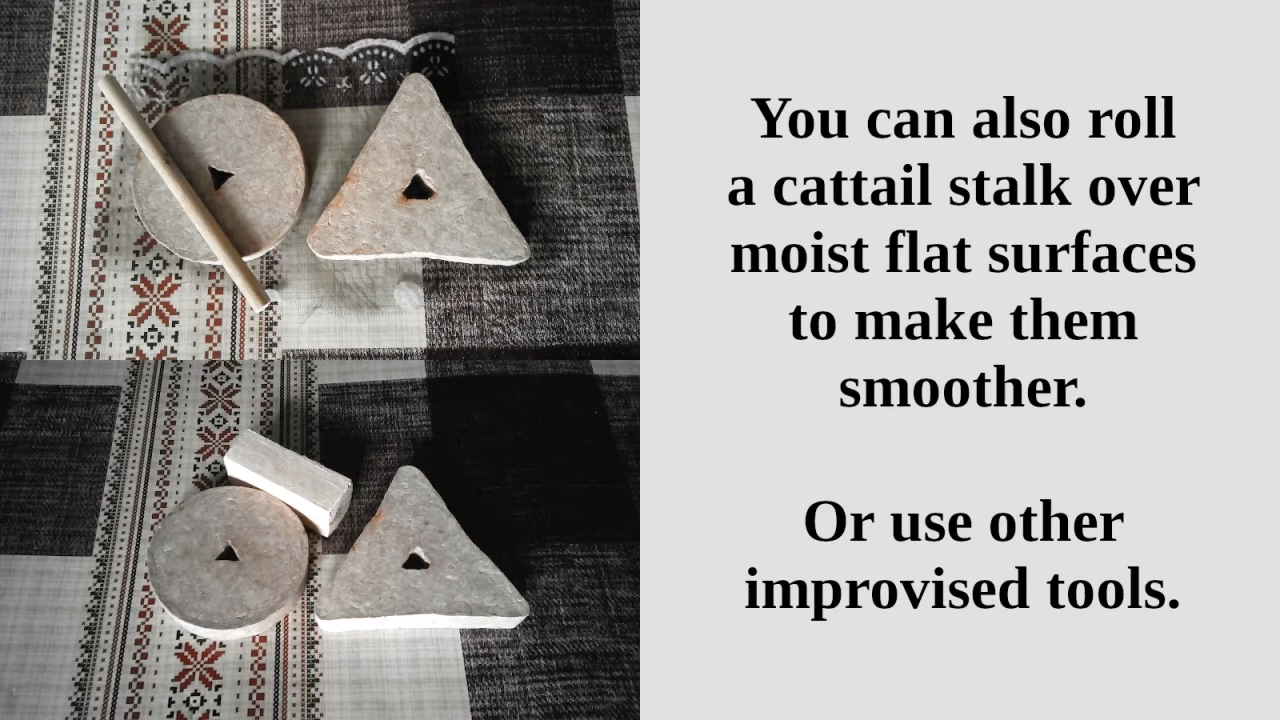 You can also roll
a cattail stalk over
moist flat surfaces
to make them
smoother.
Or use other
improvised tools.